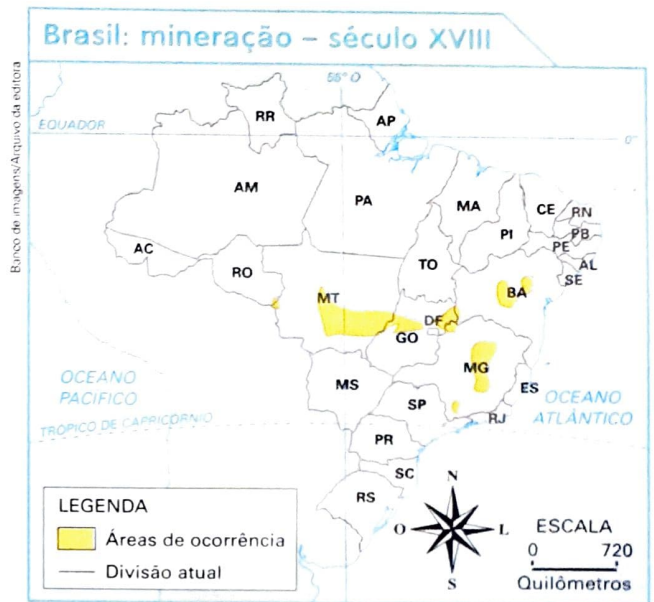 Brasil: mineração – século XVIII
Banco de imagens/Arquivo da editora
55° O
EQUADOR
0°
RR
AP
AM
PA
MA
CE
RN
PB
PI
PE
AL
SE
AC
RO
TO
BA
MT
DF
GO
MG
ES
MS
SP
RJ
PR
SC
RS
OCEANO
PACÍFICO
OCEANO
ATLÂNTICO
TRÓPICO DE CAPRICÓRNIO
LEGENDA
Áreas de ocorrência
Divisão atual
N
O
L
S
ESCALA
0 720
Quilômetros